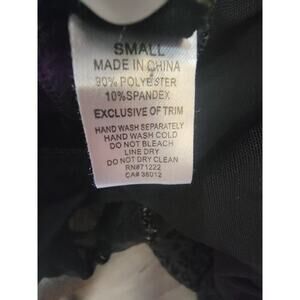 SMALL
MADE IN CHINA
90% POLYESTER
10%SPANDEX
EXCLUSIVE OF TRIM
HAND WASH SEPARATELY
HAND WASH COLD
DO NOT BLEACH
LINE DRY
DO NOT DRY CLEAN
RN#71222
CA# 36012